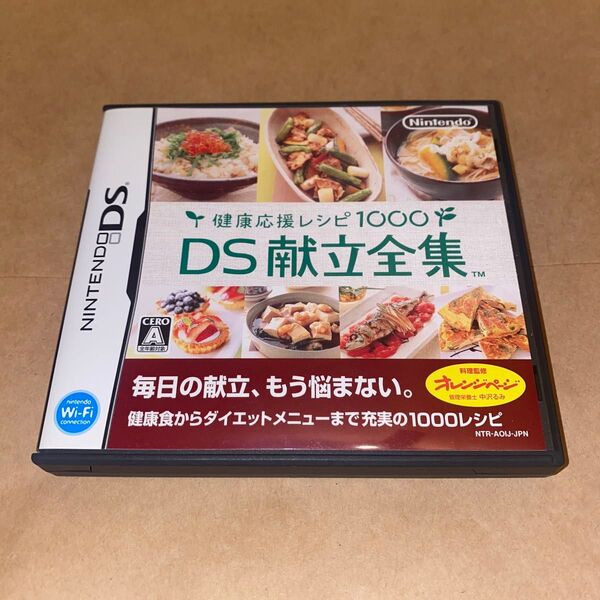 NINTENDO DS®
nintendo
Wi-Fi
connection
Nintendo
健康応援レシピ1000
DS献立全集™
CERO
A
全年齢対象
毎日の献立、もう悩まない。
健康食からダイエットメニューまで充実の1000レシピ
料理監修
オレンジページ
管理栄養士 中沢るみ
NTR-AOIJ-JPN